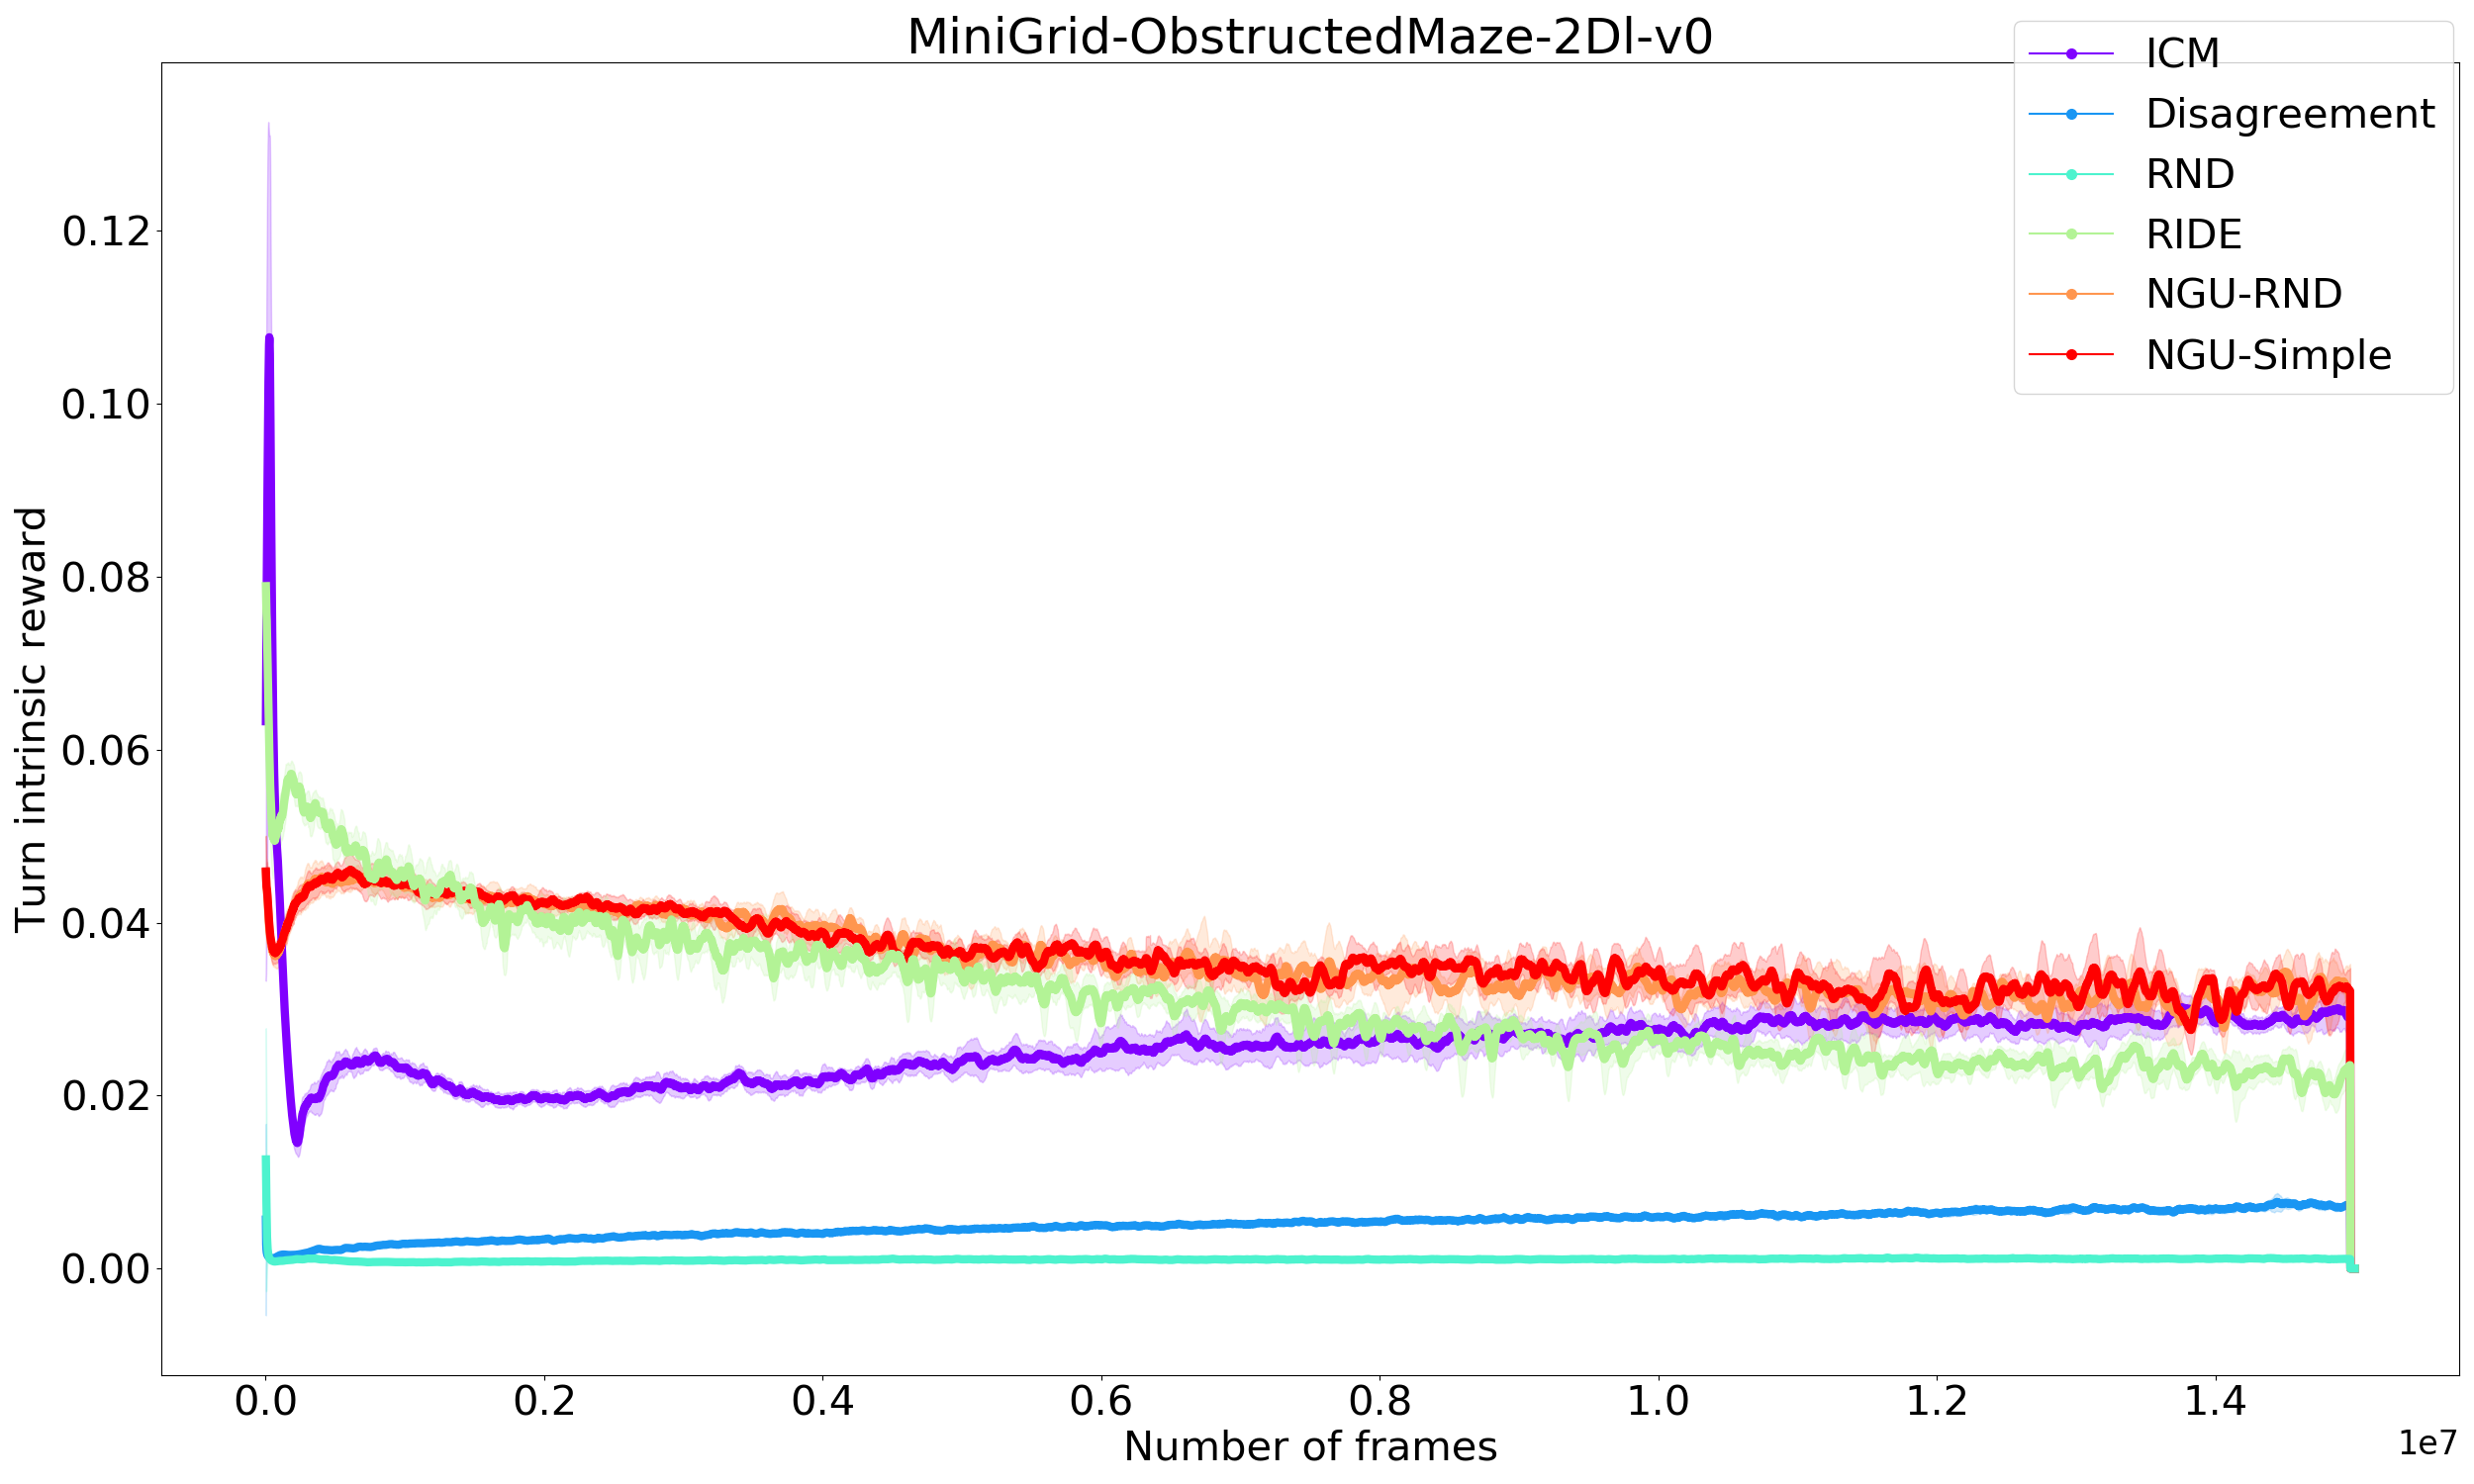 MiniGrid-ObstructedMaze-2Dl-v0
ICM
Disagreement
RND
RIDE
NGU-RND
NGU-Simple
Turn intrinsic reward
0.12
0.10
0.08
0.06
0.04
0.02
0.00
0.0 0.2 0.4 0.6 0.8 1.0 1.2 1.4
Number of frames
1e7